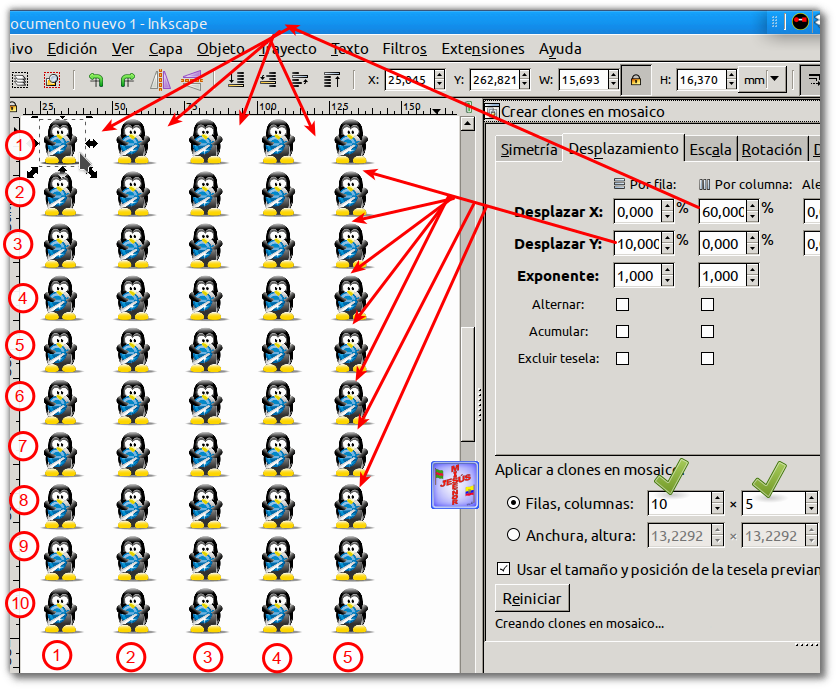 ocumento nuevo 1 - Inkscape
ivo Edición Ver Capa Objeto Trayecto Texto Filtros Extensiones Ayuda
X: 25,045 Y: 262,821 W: 15,693 H: 16,370 mm
25 50 75 100 125 150
Crear clones en mosaico
Simetría Desplazamiento Escala Rotación D
Por fila: Por columna: Ale
Desplazar X: 0,000 % 60,000 % 0,0
Desplazar Y: 10,000 % 0,000 % 0,0
Exponente: 1,000 1,000
Alternar:
Acumular:
Excluir tesela:
Aplicar a clones en mosaico:
Filas, columnas: 10 × 5
Anchura, altura: 13,2292 × 13,2292
Usar el tamaño y posición de la tesela previan
Reiniciar
Creando clones en mosaico...
1
2
3
4
5
6
7
8
9
10
1 2 3 4 5
JESÚS